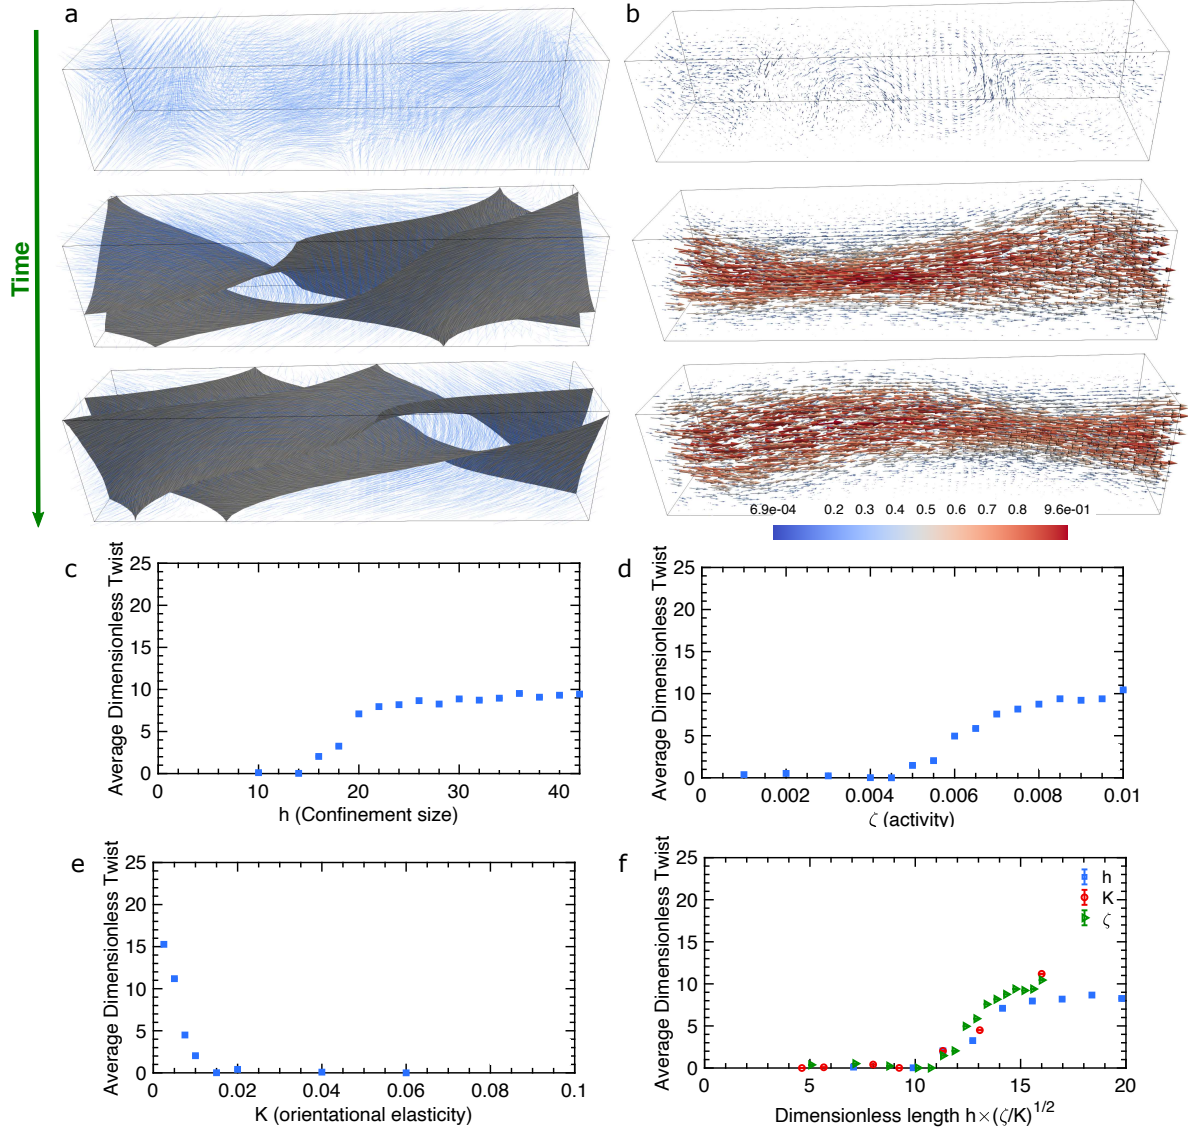 a
b
Time
6.9e-04 0.2 0.3 0.4 0.5 0.6 0.7 0.8 9.6e-01
c
Average Dimensionless Twist
25
20
15
10
5
0
0 10 20 30 40
h (Confinement size)
d
Average Dimensionless Twist
25
20
15
10
5
0
0 0.002 0.004 0.006 0.008 0.01
ζ (activity)
e
Average Dimensionless Twist
25
20
15
10
5
0
0 0.02 0.04 0.06 0.08 0.1
K (orientational elasticity)
f
Average Dimensionless Twist
25
20
15
10
5
0
0 5 10 15 20
h
K
ζ
Dimensionless length h×(ζ/K)^1/2